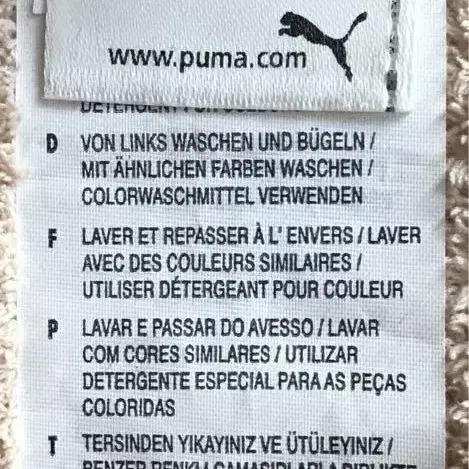 www.puma.com
D VON LINKS WASCHEN UND BÜGELN /
MIT ÄHNLICHEN FARBEN WASCHEN /
COLORWASCHMITTEL VERWENDEN
F LAVER ET REPASSER À L' ENVERS / LAVER
AVEC DES COULEURS SIMILAIRES /
UTILISER DÉTERGEANT POUR COULEUR
P LAVAR E PASSAR DO AVESSO / LAVAR
COM CORES SIMILARES / UTILIZAR
DETERGENTE ESPECIAL PARA AS PEÇAS
COLORIDAS
T TERSINDEN YIKAYINIZ VE ÜTÜLEYINIZ /
BENZER RENKLI